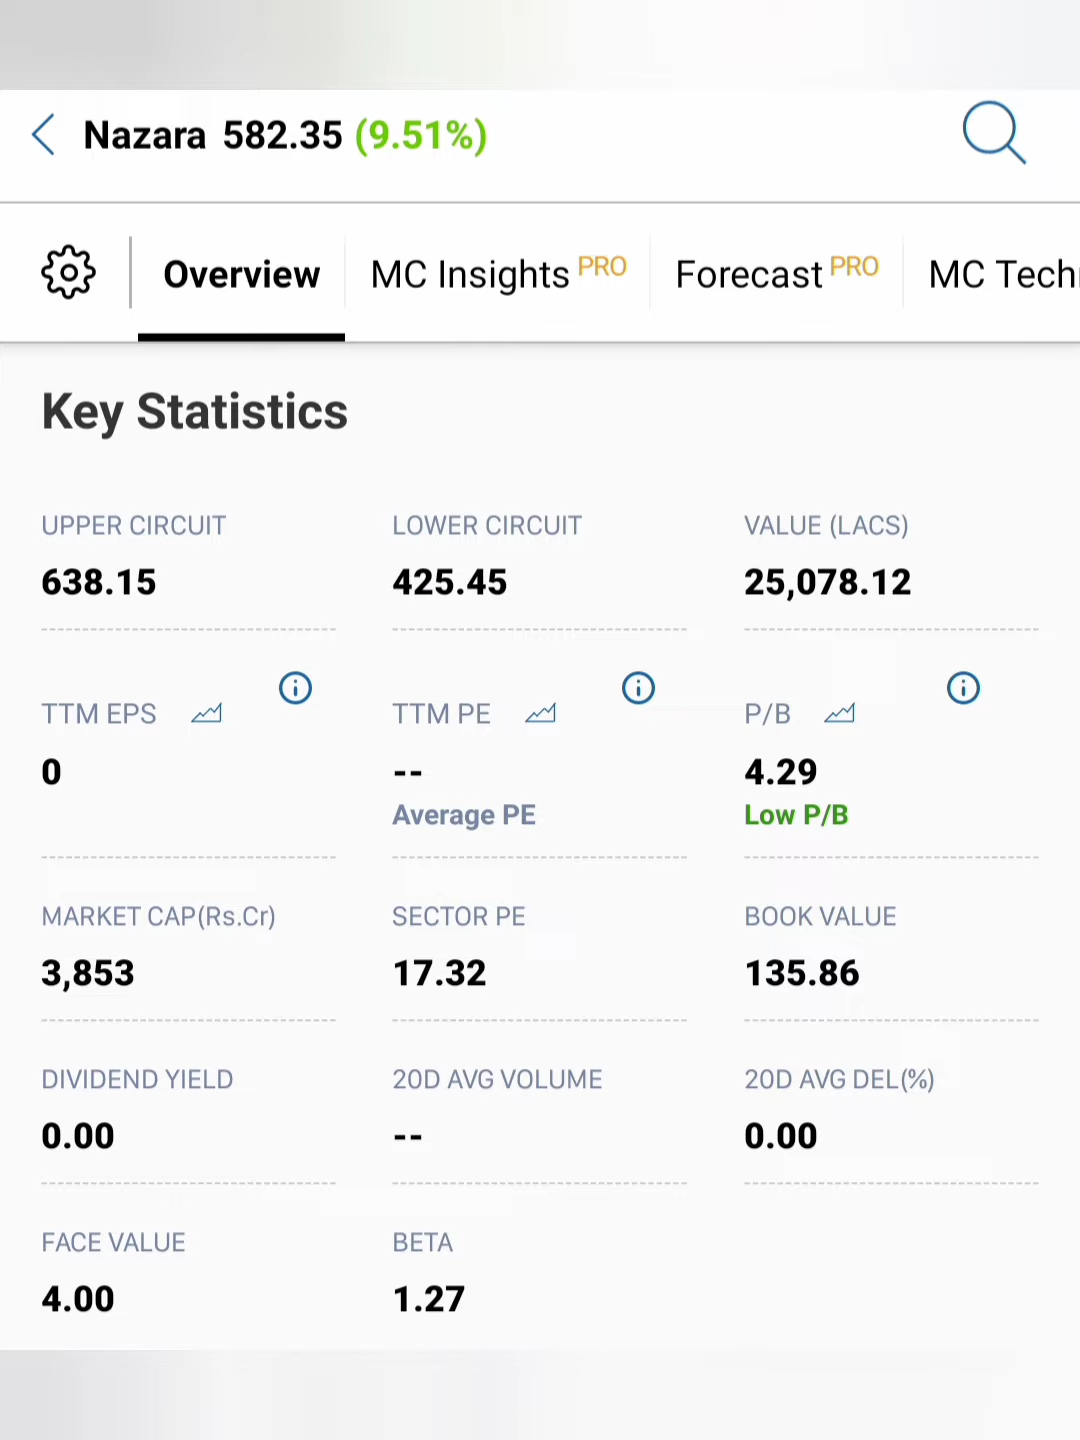 Nazara 582.35 (9.51%)
Overview MC Insights PRO Forecast PRO MC Tech
Key Statistics
UPPER CIRCUIT LOWER CIRCUIT VALUE (LACS)
638.15 425.45 25,078.12
TTM EPS TTM PE P/B
0 -- 4.29
Average PE Low P/B
MARKET CAP(Rs.Cr) SECTOR PE BOOK VALUE
3,853 17.32 135.86
DIVIDEND YIELD 20D AVG VOLUME 20D AVG DEL(%)
0.00 -- 0.00
FACE VALUE BETA
4.00 1.27